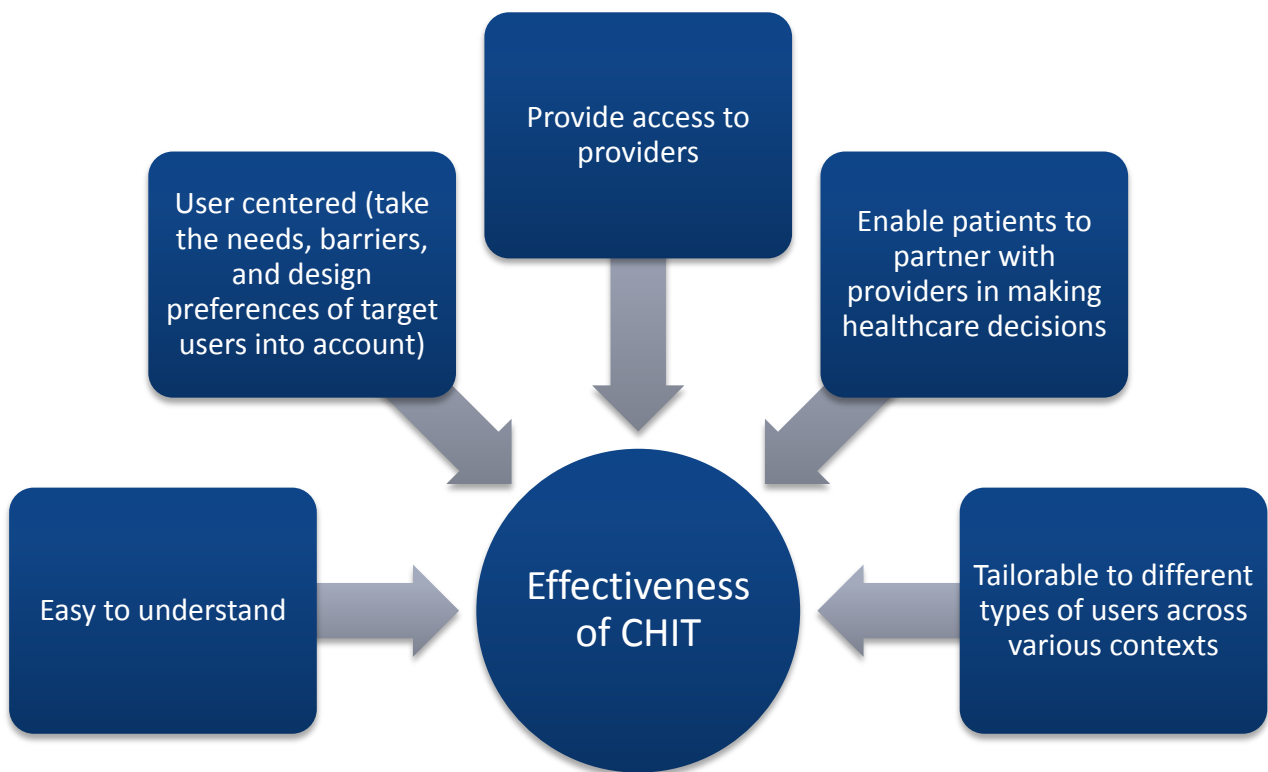 Provide access to
providers
User centered (take
the needs, barriers,
and design
preferences of target
users into account)
Enable patients to
partner with
providers in making
healthcare decisions
Easy to understand
Effectiveness
of CHIT
Tailorable to different
types of users across
various contexts